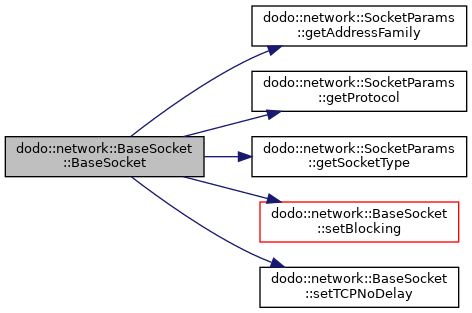 dodo::network::SocketParams
::getAddressFamily
dodo::network::SocketParams
::getProtocol
dodo::network::BaseSocket
::BaseSocket
dodo::network::SocketParams
::getSocketType
dodo::network::BaseSocket
::setBlocking
dodo::network::BaseSocket
::setTCPNoDelay